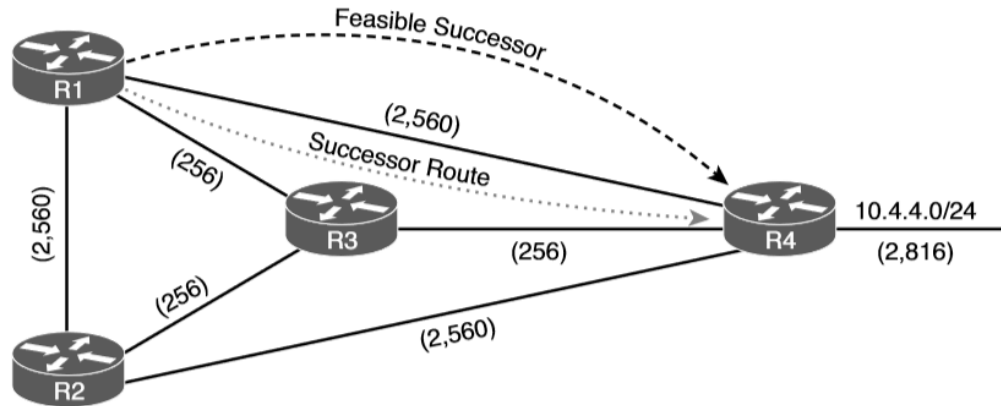 Feasible Successor
R1
(2,560)
Successor Route
(256)
(2,560)
R3
(256)
R4
10.4.4.0/24
(2,816)
(256)
(2,560)
R2